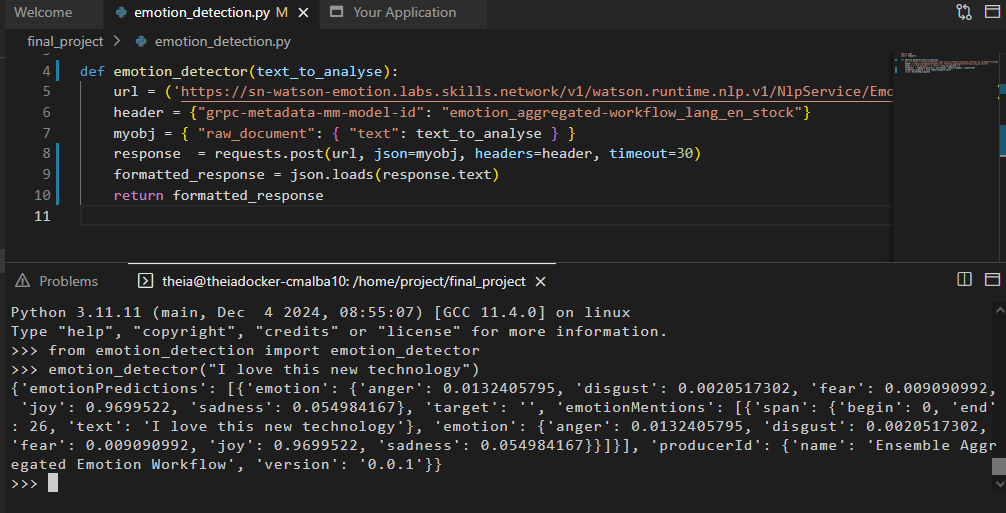 Welcome
emotion_detection.py M
Your Application
final_project > emotion_detection.py
4 def emotion_detector(text_to_analyse):
5 url = ('https://sn-watson-emotion.labs.skills.network/v1/watson.runtime.nlp.v1/NlpService/Emo
6 header = {"grpc-metadata-mm-model-id": "emotion_aggregated-workflow_lang_en_stock"}
7 myobj = { "raw_document": { "text": text_to_analyse } }
8 response  = requests.post(url, json=myobj, headers=header, timeout=30)
9 formatted_response = json.loads(response.text)
10 return formatted_response
11
Problems
theia@theiadocker-cmalba10: /home/project/final_project
Python 3.11.11 (main, Dec  4 2024, 08:55:07) [GCC 11.4.0] on linux
Type "help", "copyright", "credits" or "license" for more information.
>>> from emotion_detection import emotion_detector
>>> emotion_detector("I love this new technology")
{'emotionPredictions': [{'emotion': {'anger': 0.0132405795, 'disgust': 0.0020517302, 'fear': 0.009090992,
'joy': 0.9699522, 'sadness': 0.054984167}, 'target': '', 'emotionMentions': [{'span': {'begin': 0, 'end'
: 26, 'text': 'I love this new technology'}, 'emotion': {'anger': 0.0132405795, 'disgust': 0.0020517302,
'fear': 0.009090992, 'joy': 0.9699522, 'sadness': 0.054984167}}]}], 'producerId': {'name': 'Ensemble Aggr
egated Emotion Workflow', 'version': '0.0.1'}}
>>>